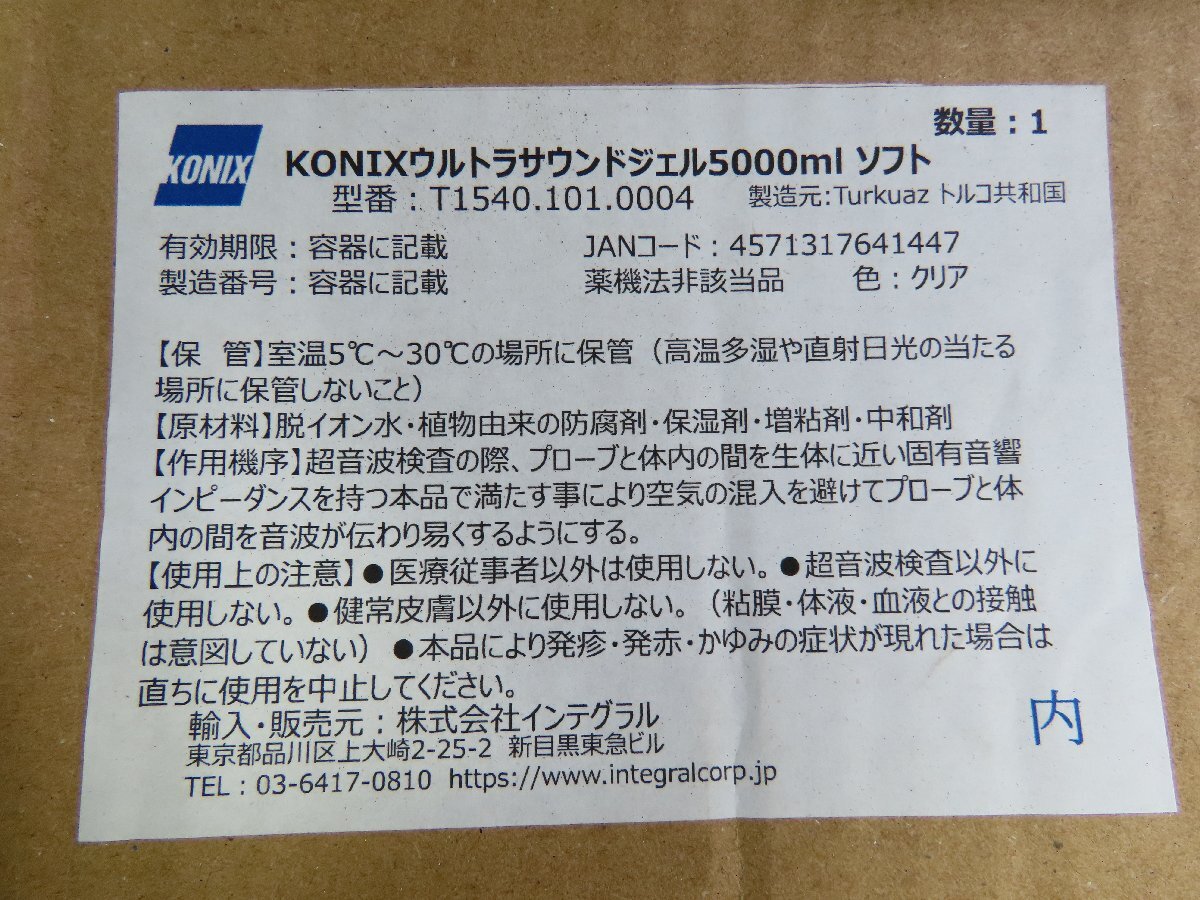 数量：1
KONIX
KONIXウルトラサウンドジェル5000ml ソフト
型番：T1540.101.0004 製造元:Turkuaz トルコ共和国
有効期限：容器に記載 JANコード：4571317641447
製造番号：容器に記載 薬機法非該当品 色：クリア
【保 管】室温5℃～30℃の場所に保管（高温多湿や直射日光の当たる
場所に保管しないこと）
【原材料】脱イオン水・植物由来の防腐剤・保湿剤・増粘剤・中和剤
【作用機序】超音波検査の際、プローブと体内の間を生体に近い固有音響
インピーダンスを持つ本品で満たす事により空気の混入を避けてプローブと体
内の間を音波が伝わり易くするようにする。
【使用上の注意】●医療従事者以外は使用しない。●超音波検査以外に
使用しない。●健常皮膚以外に使用しない。（粘膜・体液・血液との接触
は意図していない）●本品により発疹・発赤・かゆみの症状が現れた場合は
直ちに使用を中止してください。
輸入・販売元：株式会社インテグラル
東京都品川区上大崎2-25-2 新目黒東急ビル
TEL：03-6417-0810 https://www.integralcorp.jp
内